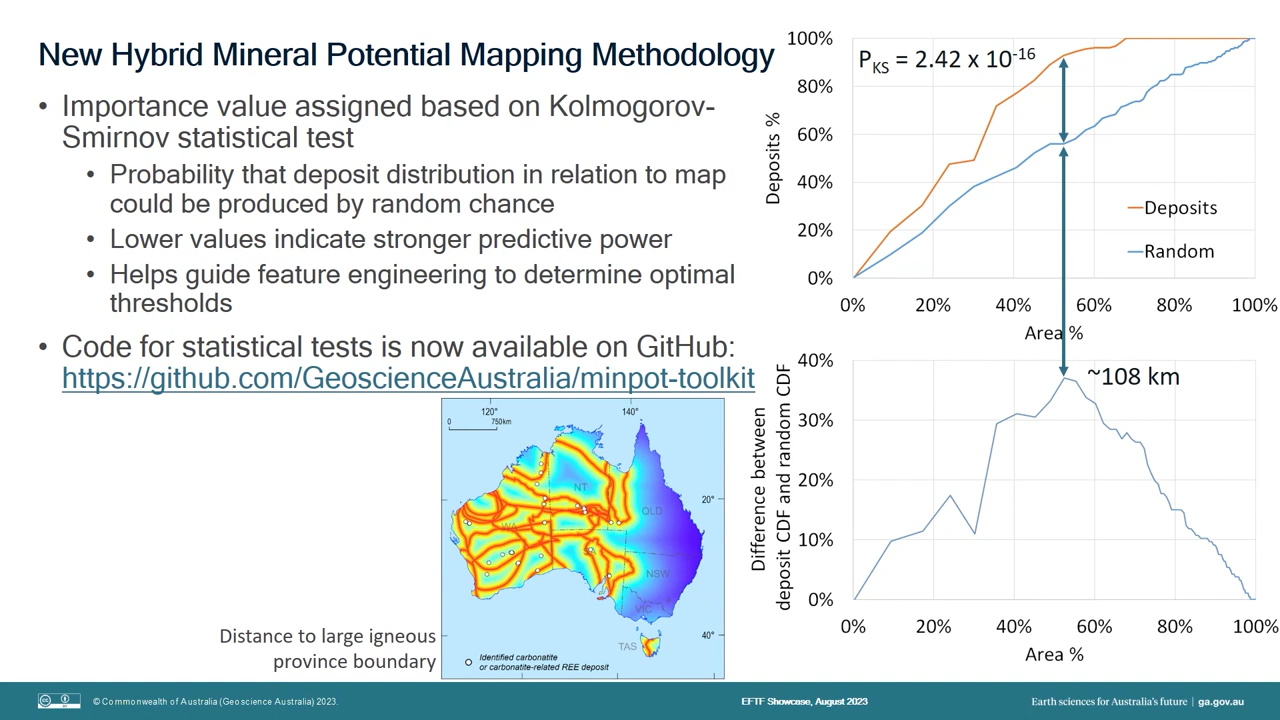 New Hybrid Mineral Potential Mapping Methodology
• Importance value assigned based on Kolmogorov-
Smirnov statistical test
• Probability that deposit distribution in relation to map
could be produced by random chance
• Lower values indicate stronger predictive power
• Helps guide feature engineering to determine optimal
thresholds
• Code for statistical tests is now available on GitHub:
https://github.com/GeoscienceAustralia/minpot-toolkit
Distance to large igneous
province boundary
120°
140°
0 750km
20°
40°
NT
WA
QLD
SA
NSW
VIC
TAS
Identified carbonatite
or carbonatite-related REE deposit
PKS = 2.42 x 10-16
Deposits %
100%
80%
60%
40%
20%
0%
Deposits
Random
0% 20% 40% 60% 80% 100%
Area %
~108 km
Difference between
deposit CDF and random CDF
40%
30%
20%
10%
0%
0% 20% 40% 60% 80% 100%
Area %
cc BY
© Commonwealth of Australia (Geoscience Australia) 2023.
EFTF Showcase, August 2023
Earth sciences for Australia's future | ga.gov.au